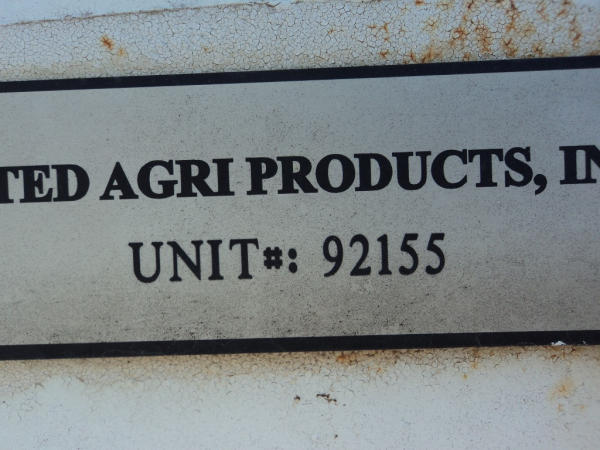 TED AGRI PRODUCTS, IN
UNIT#: 92155